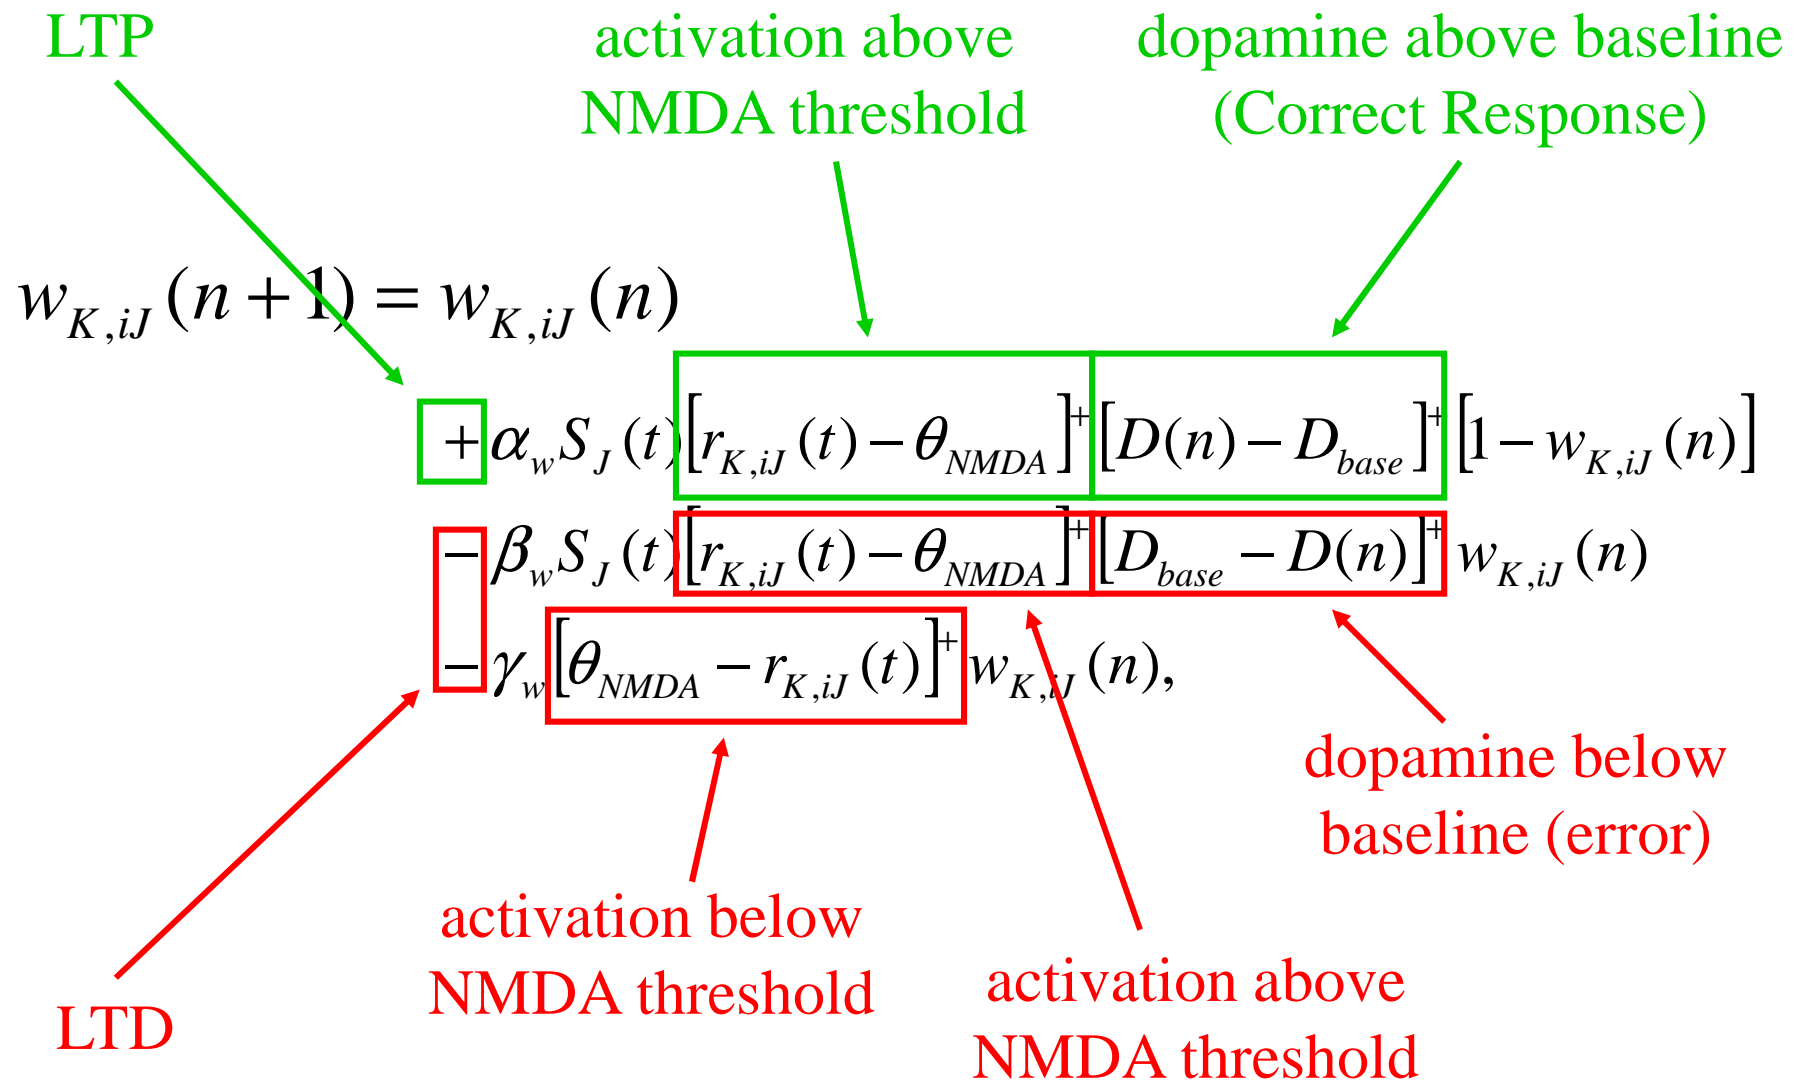 LTP
activation above
NMDA threshold
dopamine above baseline
(Correct Response)
w_{K,iJ}(n+1) = w_{K,iJ}(n)
+ α_w S_J(t)[r_{K,iJ}(t) − θ_{NMDA}]^+ [D(n) − D_{base}]^+ [1 − w_{K,iJ}(n)]
− β_w S_J(t)[r_{K,iJ}(t) − θ_{NMDA}]^+ [D_{base} − D(n)]^+ w_{K,iJ}(n)
− γ_w [θ_{NMDA} − r_{K,iJ}(t)]^+ w_{K,iJ}(n),
dopamine below
baseline (error)
activation below
NMDA threshold
activation above
NMDA threshold
LTD